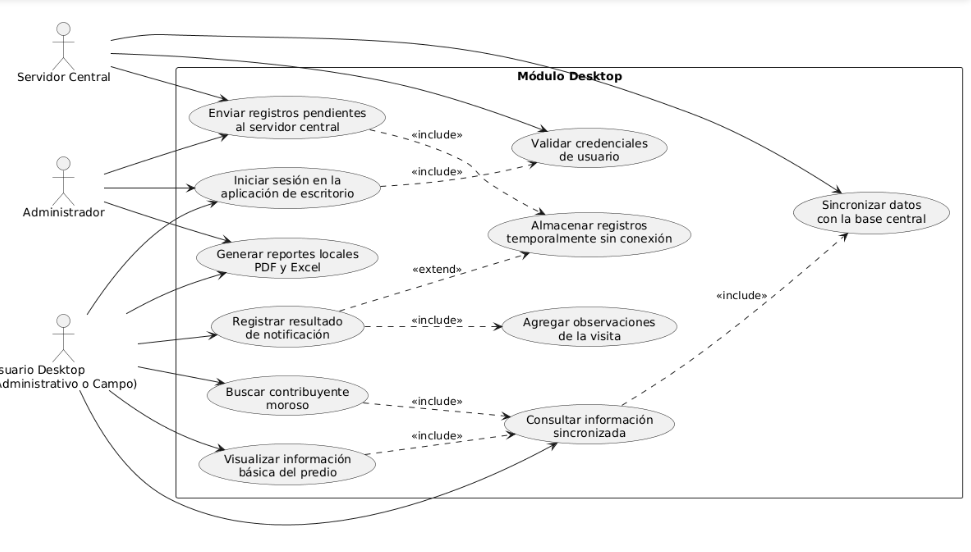 Servidor Central
Módulo Desktop
Enviar registros pendientes
al servidor central
«include»
Validar credenciales
de usuario
«include»
Iniciar sesión en la
aplicación de escritorio
Administrador
Sincronizar datos
con la base central
Almacenar registros
temporalmente sin conexión
Generar reportes locales
PDF y Excel
«extend»
«include»
Registrar resultado
de notificación
«include»
Agregar observaciones
de la visita
suario Desktop
Administrativo o Campo)
Buscar contribuyente
moroso
«include»
Consultar información
sincronizada
«include»
Visualizar información
básica del predio